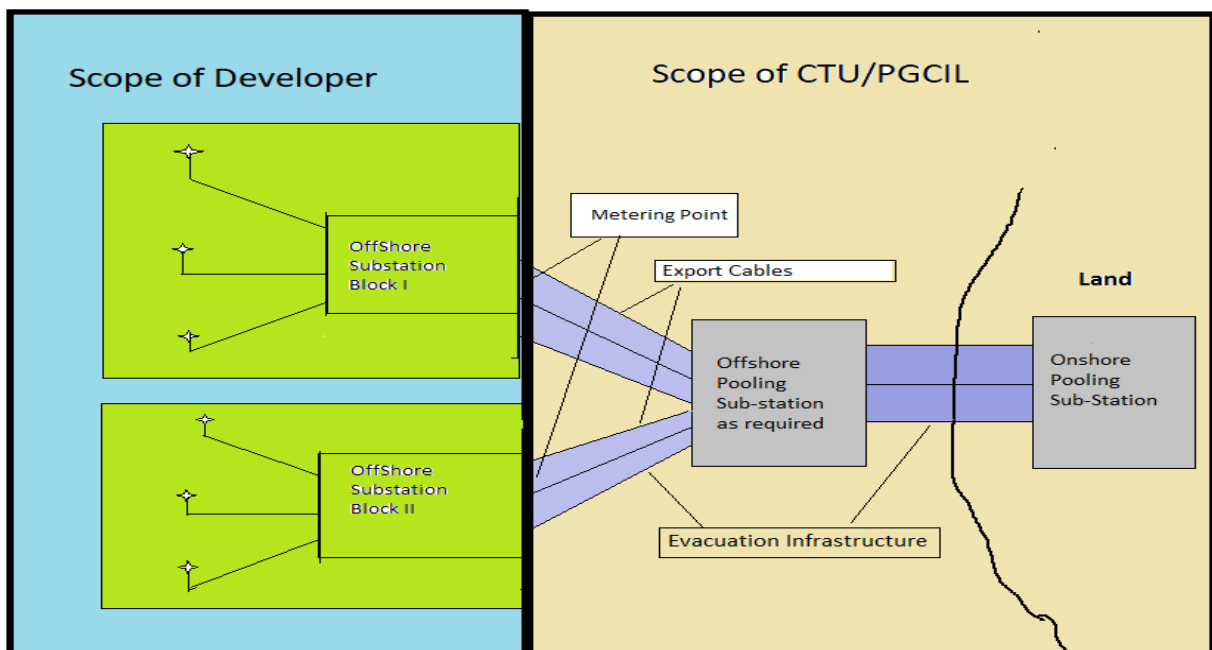 Scope of Developer
Scope of CTU/PGCIL
OffShore
Substation
Block I
Metering Point
Export Cables
Land
Offshore
Pooling
Sub-station
as required
Onshore
Pooling
Sub-Station
OffShore
Substation
Block II
Evacuation Infrastructure